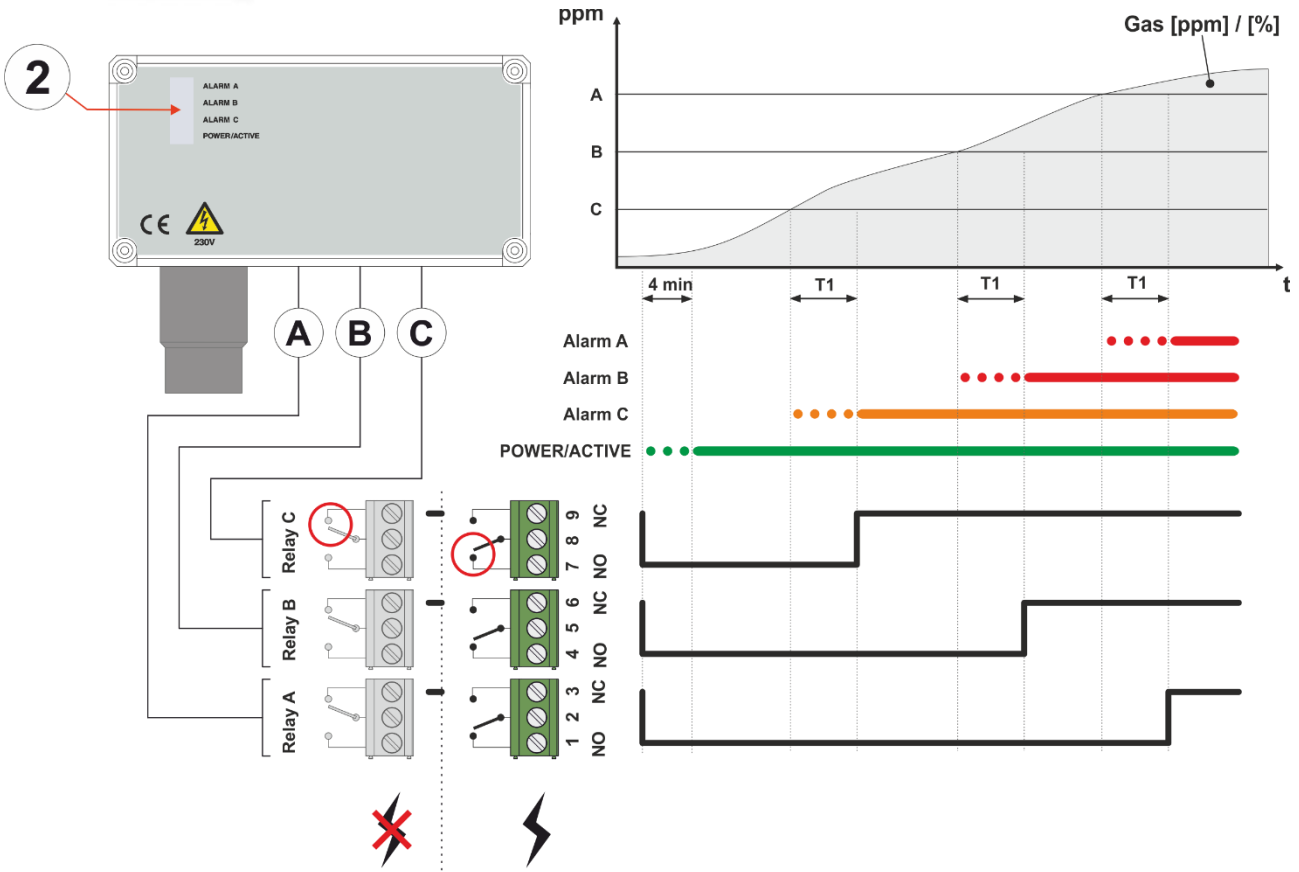 2
ALARM A
ALARM B
ALARM C
POWER/ACTIVE
CE
230V
A
B
C
ppm
Gas [ppm] / [%]
A
B
C
t
4 min
T1
T1
T1
Alarm A
Alarm B
Alarm C
POWER/ACTIVE
Relay C
9 NC
8
7 NO
Relay B
6 NC
5
4 NO
Relay A
3 NC
2
1 NO